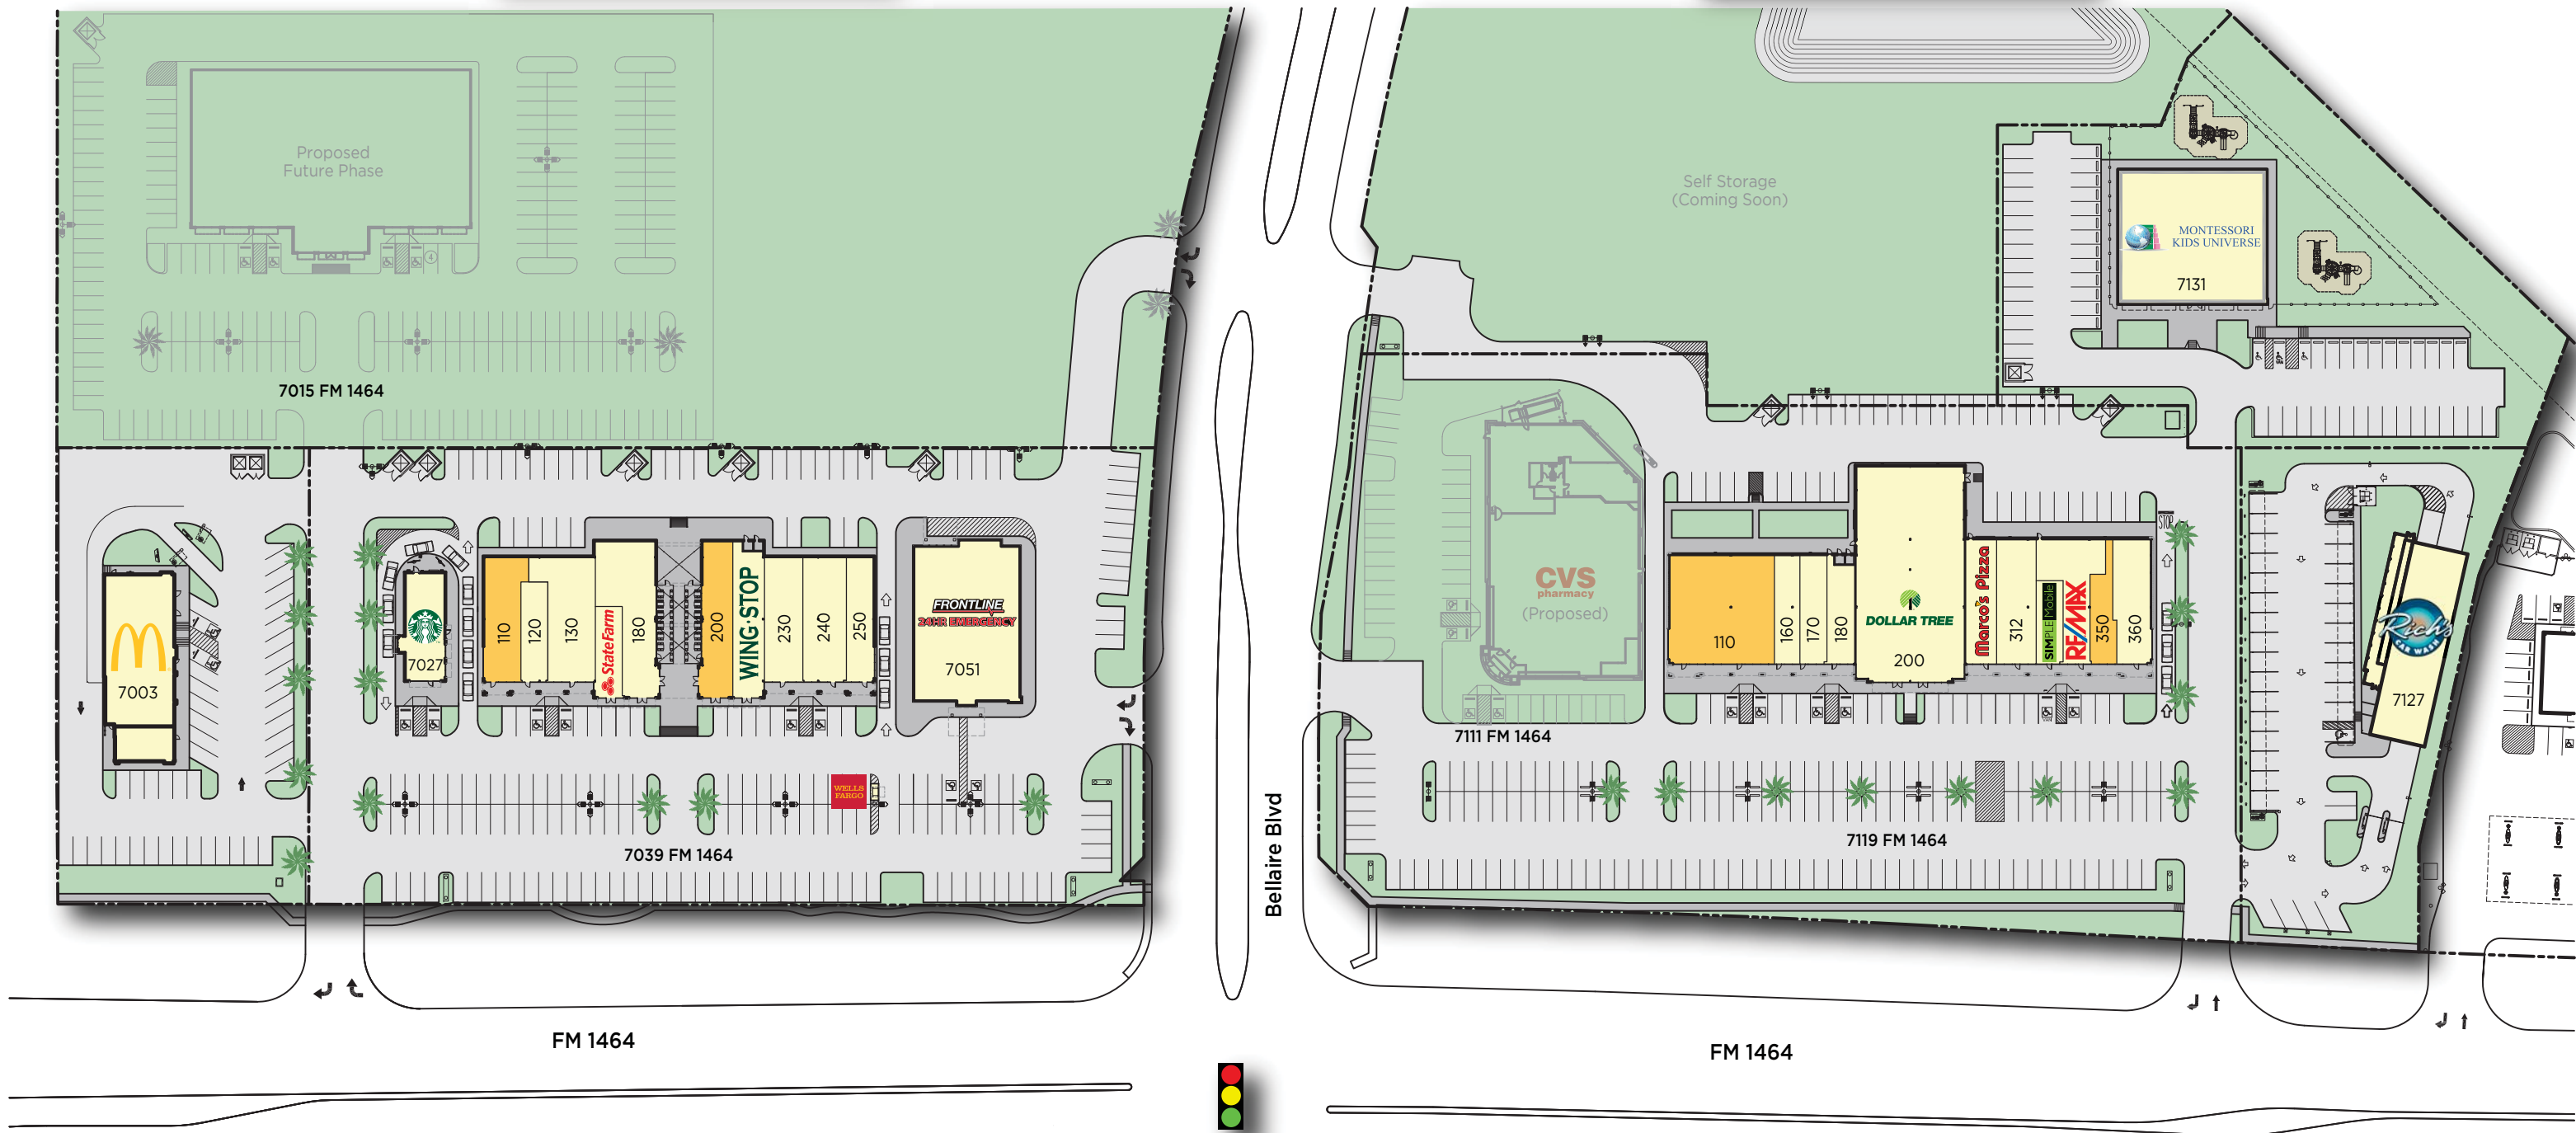 Proposed
Future Phase
7015 FM 1464
Self Storage
(Coming Soon)
MONTESSORI
KIDS UNIVERSE
7131
7003
7027
110
120
130
StateFarm
180
200
WING·STOP
230
240
250
FRONTLINE
24HR EMERGENCY
7051
WELLS
FARGO
7039 FM 1464
Bellaire Blvd
CVS
pharmacy
(Proposed)
7111 FM 1464
110
160
170
180
DOLLAR TREE
200
Marco's Pizza
312
SIMPLE Mobile
RE/MAX
350
360
STOP
7119 FM 1464
Rich's
CAR WASH
7127
FM 1464
FM 1464
4